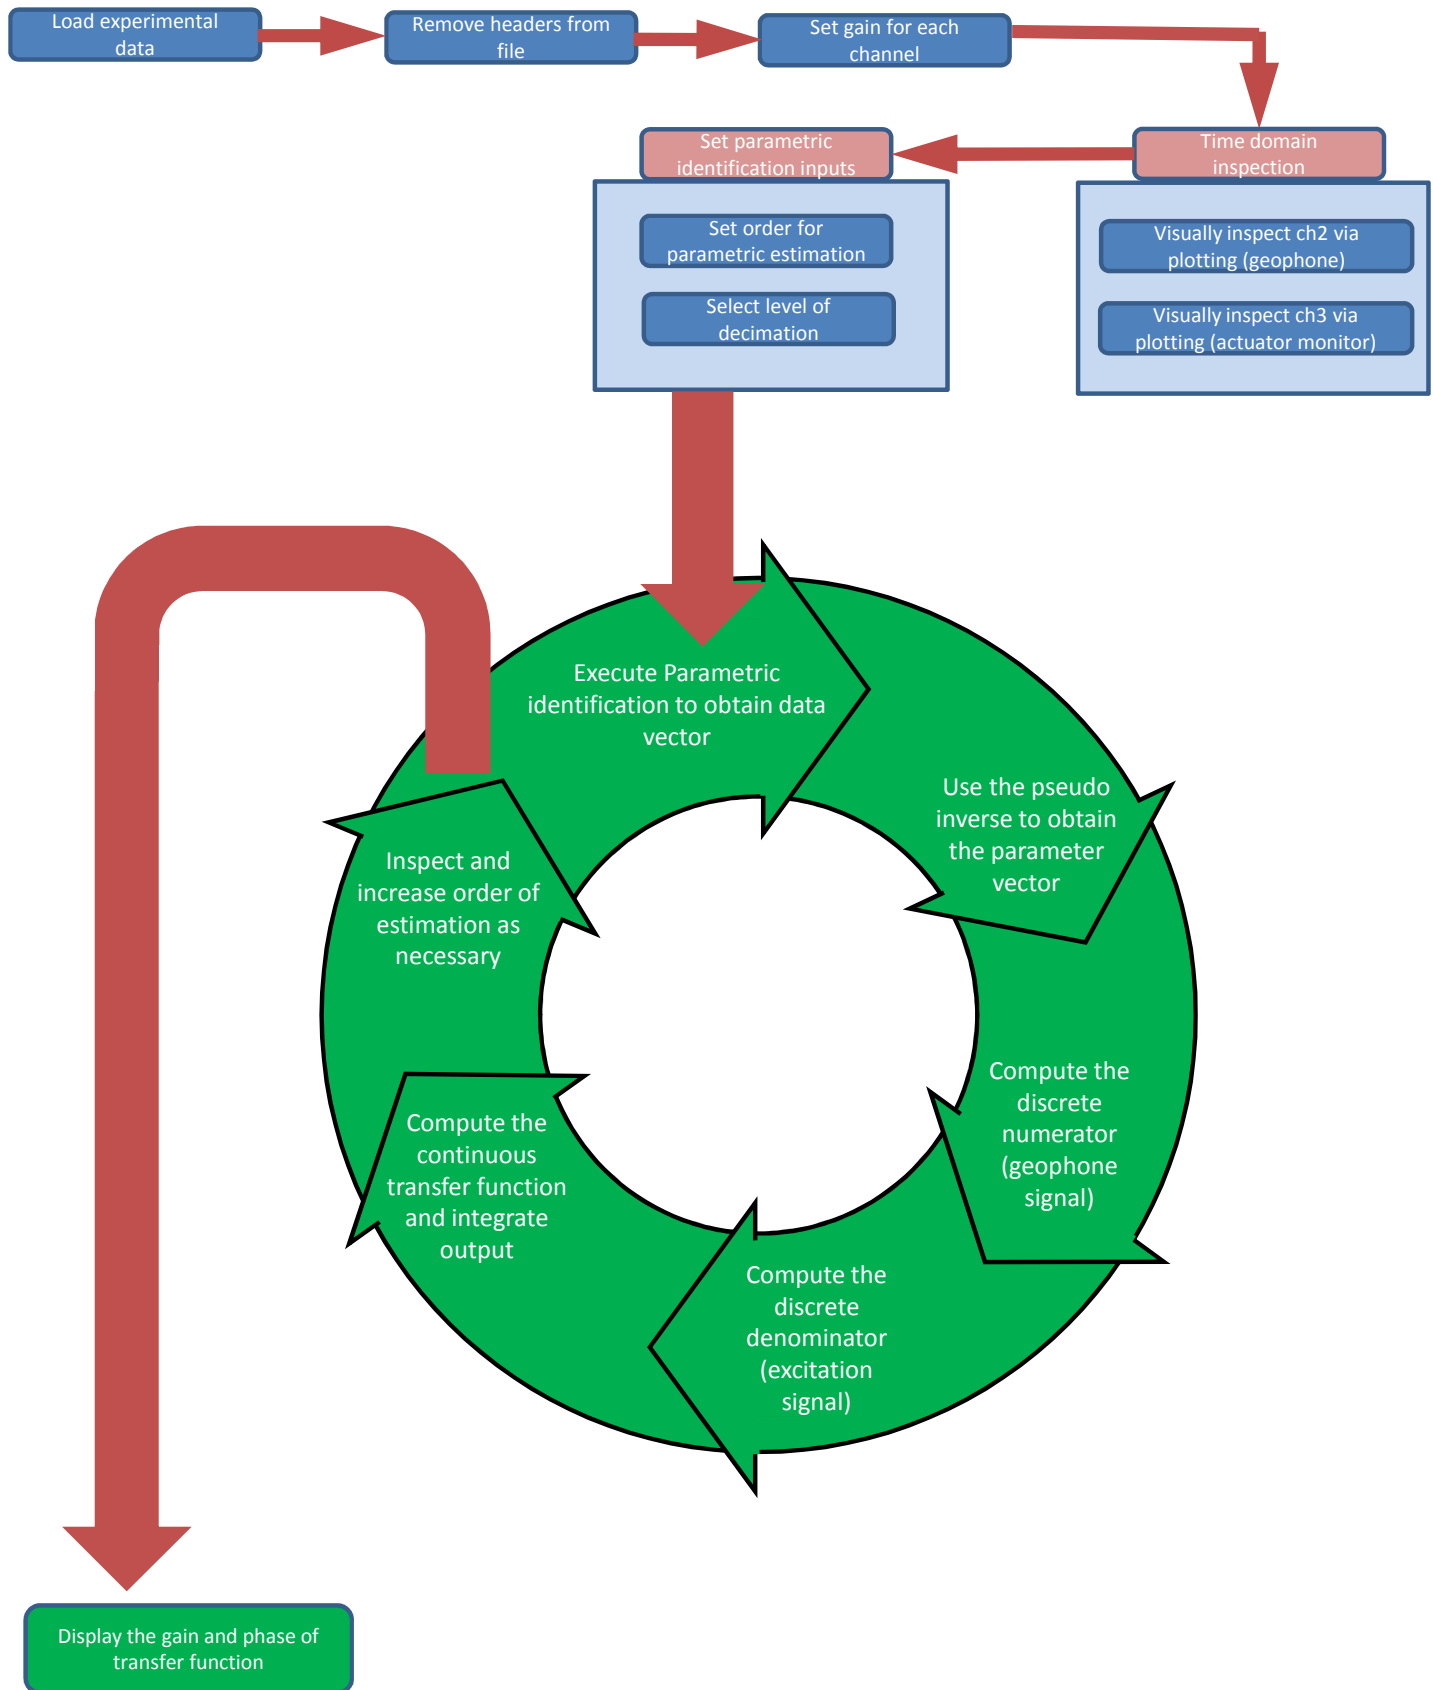 Load experimental
data
Remove headers from
file
Set gain for each
channel
Time domain
inspection
Visually inspect ch2 via
plotting (geophone)
Visually inspect ch3 via
plotting (actuator monitor)
Set parametric
identification inputs
Set order for
parametric estimation
Select level of
decimation
Execute Parametric
identification to obtain data
vector
Use the pseudo
inverse to obtain
the parameter
vector
Compute the
discrete
numerator
(geophone
signal)
Compute the
discrete
denominator
(excitation
signal)
Compute the
continuous
transfer function
and integrate
output
Inspect and
increase order of
estimation as
necessary
Display the gain and phase of
transfer function